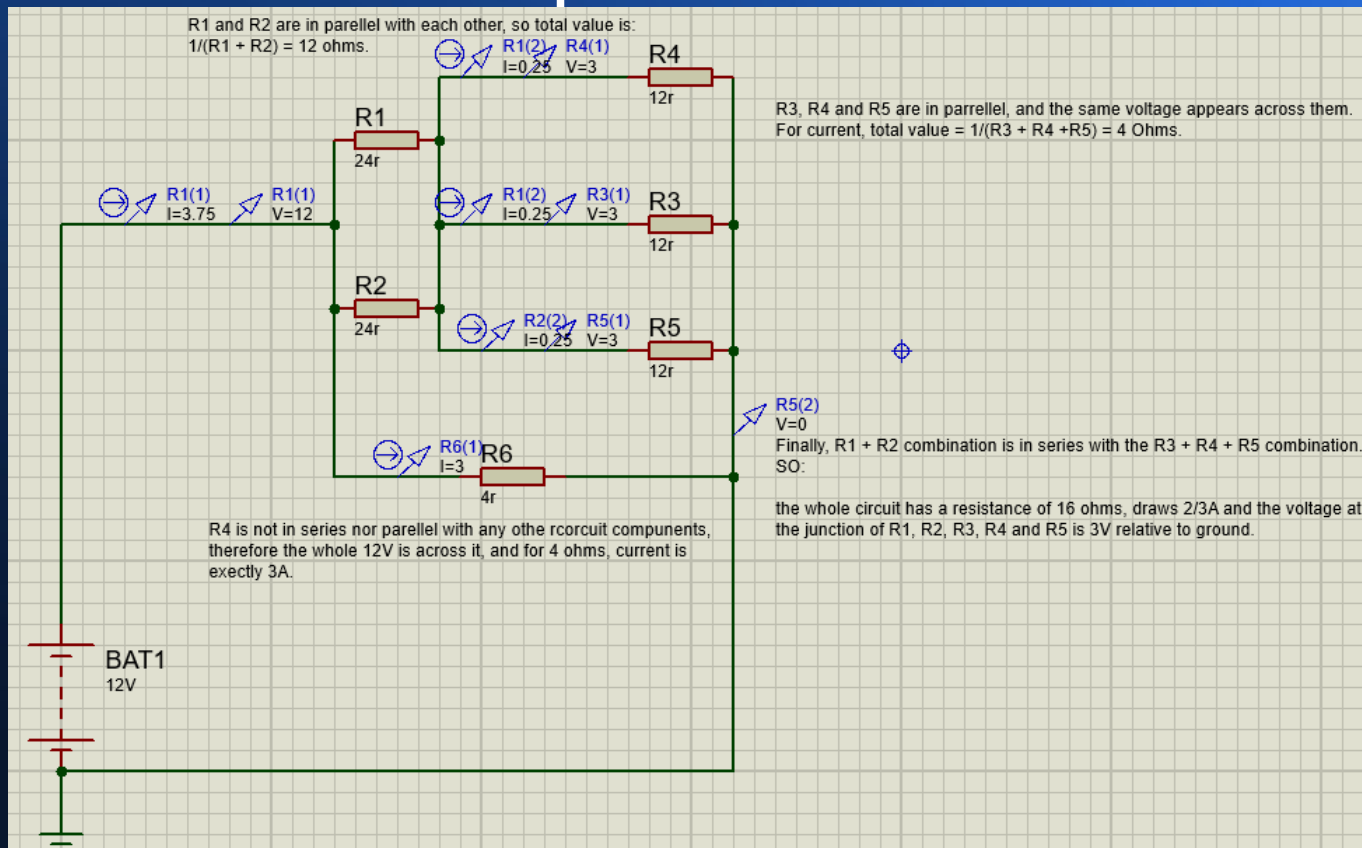 R1 and R2 are in parellel with each other, so total value is:
1/(R1 + R2) = 12 ohms.
R1(2)
I=0.25
R4(1)
V=3
R4
12r
R3, R4 and R5 are in parrellel, and the same voltage appears across them.
For current, total value = 1/(R3 + R4 +R5) = 4 Ohms.
R1
24r
R1(1)
I=3.75
R1(1)
V=12
R1(2)
I=0.25
R3(1)
V=3
R3
12r
R2
24r
R2(2)
I=0.25
R5(1)
V=3
R5
12r
R5(2)
V=0
R6(1)
I=3
R6
4r
Finally, R1 + R2 combination is in series with the R3 + R4 + R5 combination.
SO:
the whole circuit has a resistance of 16 ohms, draws 2/3A and the voltage at
the junction of R1, R2, R3, R4 and R5 is 3V relative to ground.
R4 is not in series nor parellel with any othe rcorcuit compunents,
therefore the whole 12V is across it, and for 4 ohms, current is
exectly 3A.
BAT1
12V